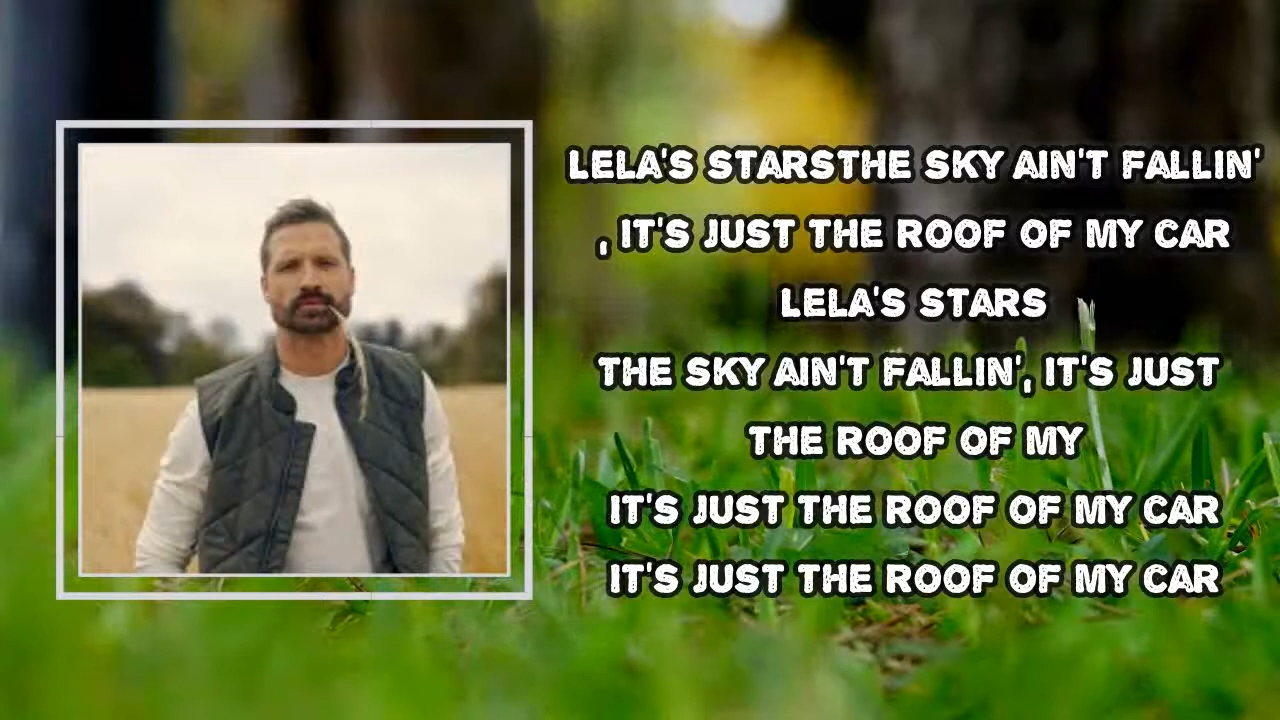 LELA'S STARSTHE SKY AIN'T FALLIN'
, IT'S JUST THE ROOF OF MY CAR
LELA'S STARS
THE SKY AIN'T FALLIN', IT'S JUST
THE ROOF OF MY
IT'S JUST THE ROOF OF MY CAR
IT'S JUST THE ROOF OF MY CAR